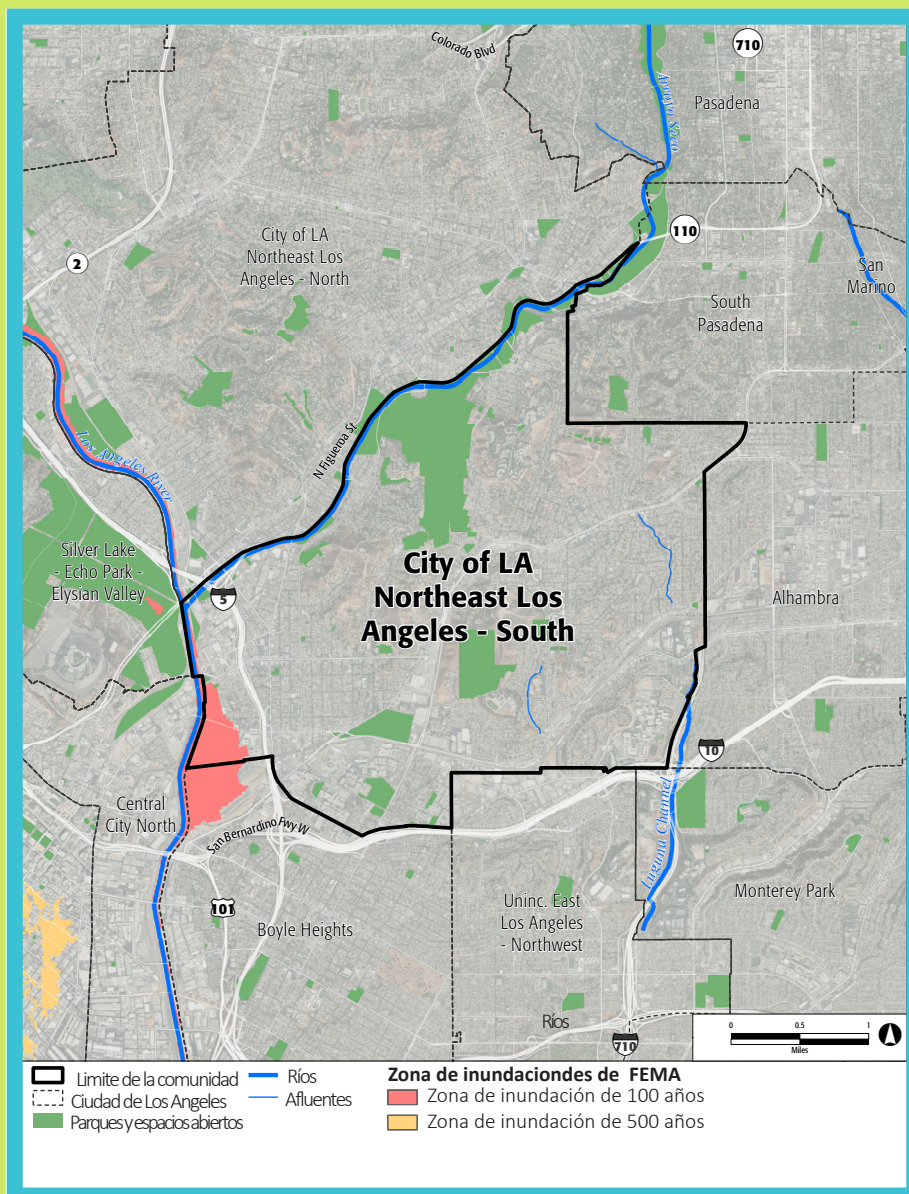 Colorado Blvd
710
Arroyo Seco
Pasadena
City of LA
Northeast Los
Angeles - North
110
2
San
Marino
South
Pasadena
Los Angeles River
N Figueroa St
Silver Lake
- Echo Park -
Elysian Valley
5
City of LA
Northeast Los
Angeles - South
Alhambra
10
Central
City North
San Bernardino Fwy W
Laguna Channel
101
Boyle Heights
Uninc. East
Los Angeles
- Northwest
Monterey Park
Ríos
710
0 0.5 1
Miles
Limite de la comunidad
Ciudad de Los Angeles
Parques y espacios abiertos
Ríos
Afluentes
Zona de inundaciondes de FEMA
Zona de inundación de 100 años
Zona de inundación de 500 años